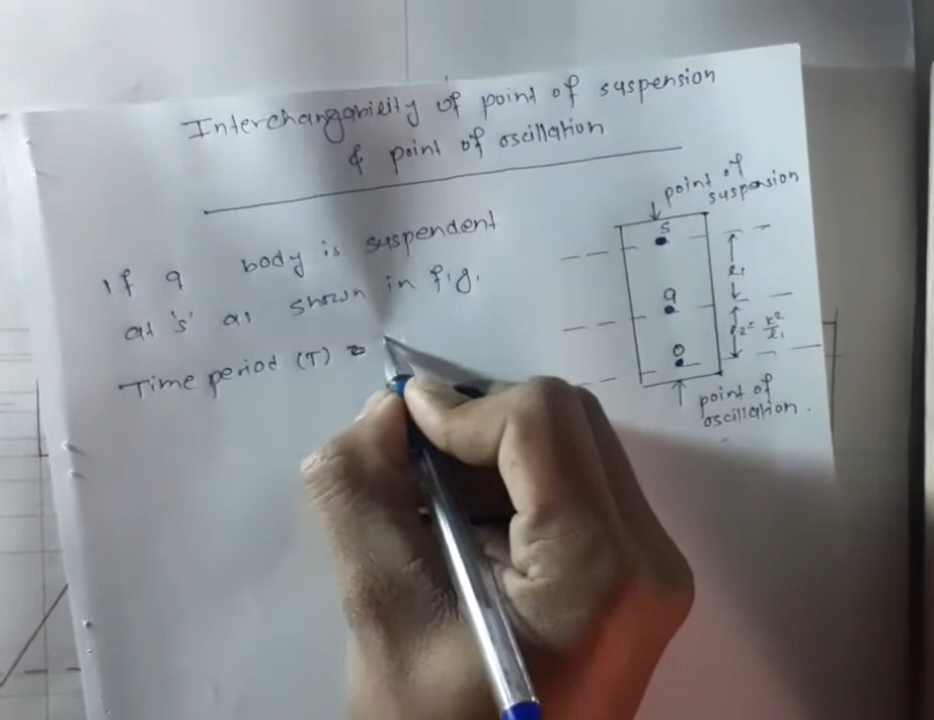 Interchangability of point of suspension
& point of oscillation
If a body is suspendent
at 's' as shown in fig.
Time period (T) =
point of
suspension
S
l₁
G
l₂ = k²/l₁
O
point of
oscillation.